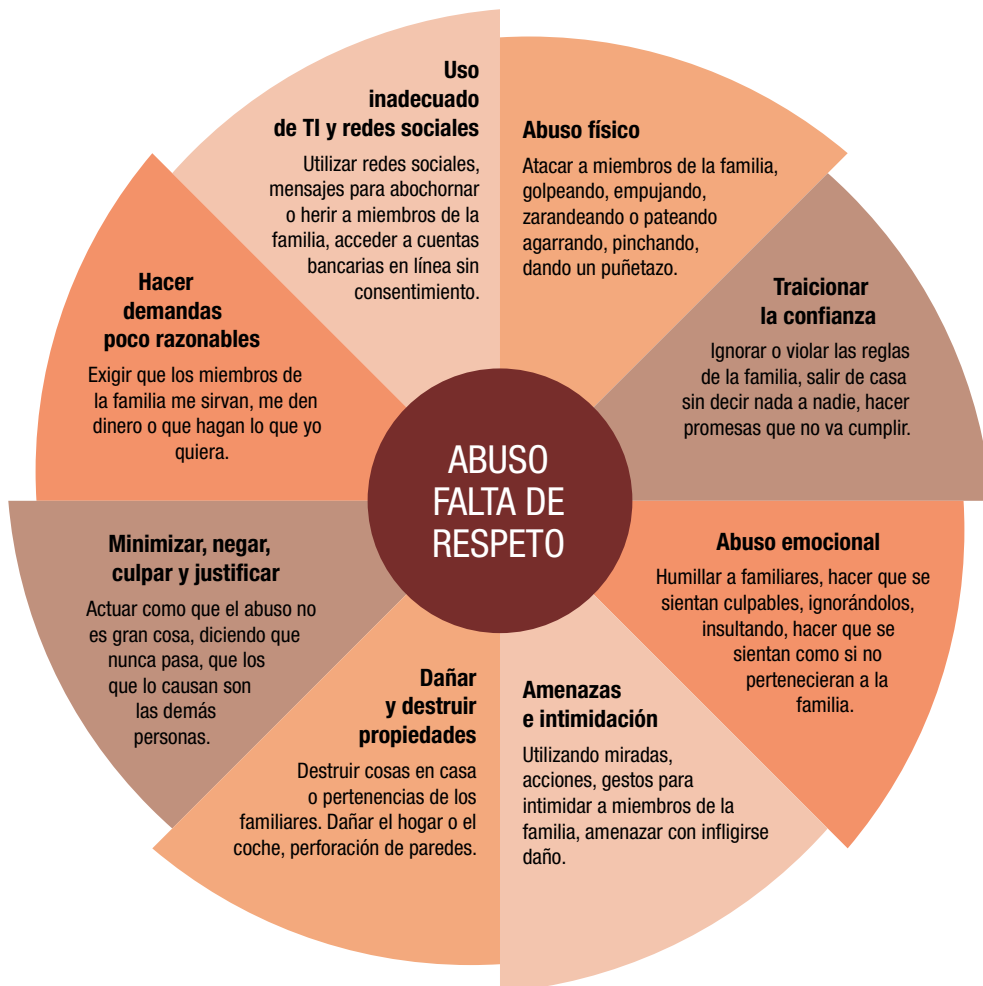 Uso
inadecuado
de TI y redes sociales
Utilizar redes sociales,
mensajes para abochornar
o herir a miembros de la
familia, acceder a cuentas
bancarias en línea sin
consentimiento.
Abuso físico
Atacar a miembros de la familia,
golpeando, empujando,
zarandeando o pateando
agarrando, pinchando,
dando un puñetazo.
Traicionar
la confianza
Ignorar o violar las reglas
de la familia, salir de casa
sin decir nada a nadie, hacer
promesas que no va cumplir.
Abuso emocional
Humillar a familiares, hacer que se
sientan culpables, ignorándolos,
insultando, hacer que se
sientan como si no
pertenecieran a la
familia.
Amenazas
e intimidación
Utilizando miradas,
acciones, gestos para
intimidar a miembros de la
familia, amenazar con infligirse
daño.
Dañar
y destruir
propiedades
Destruir cosas en casa
o pertenencias de los
familiares. Dañar el hogar o el
coche, perforación de paredes.
Minimizar, negar,
culpar y justificar
Actuar como que el abuso no
es gran cosa, diciendo que
nunca pasa, que los
que lo causan son
las demás
personas.
Hacer
demandas
poco razonables
Exigir que los miembros de
la familia me sirvan, me den
dinero o que hagan lo que yo
quiera.
ABUSO
FALTA DE
RESPETO